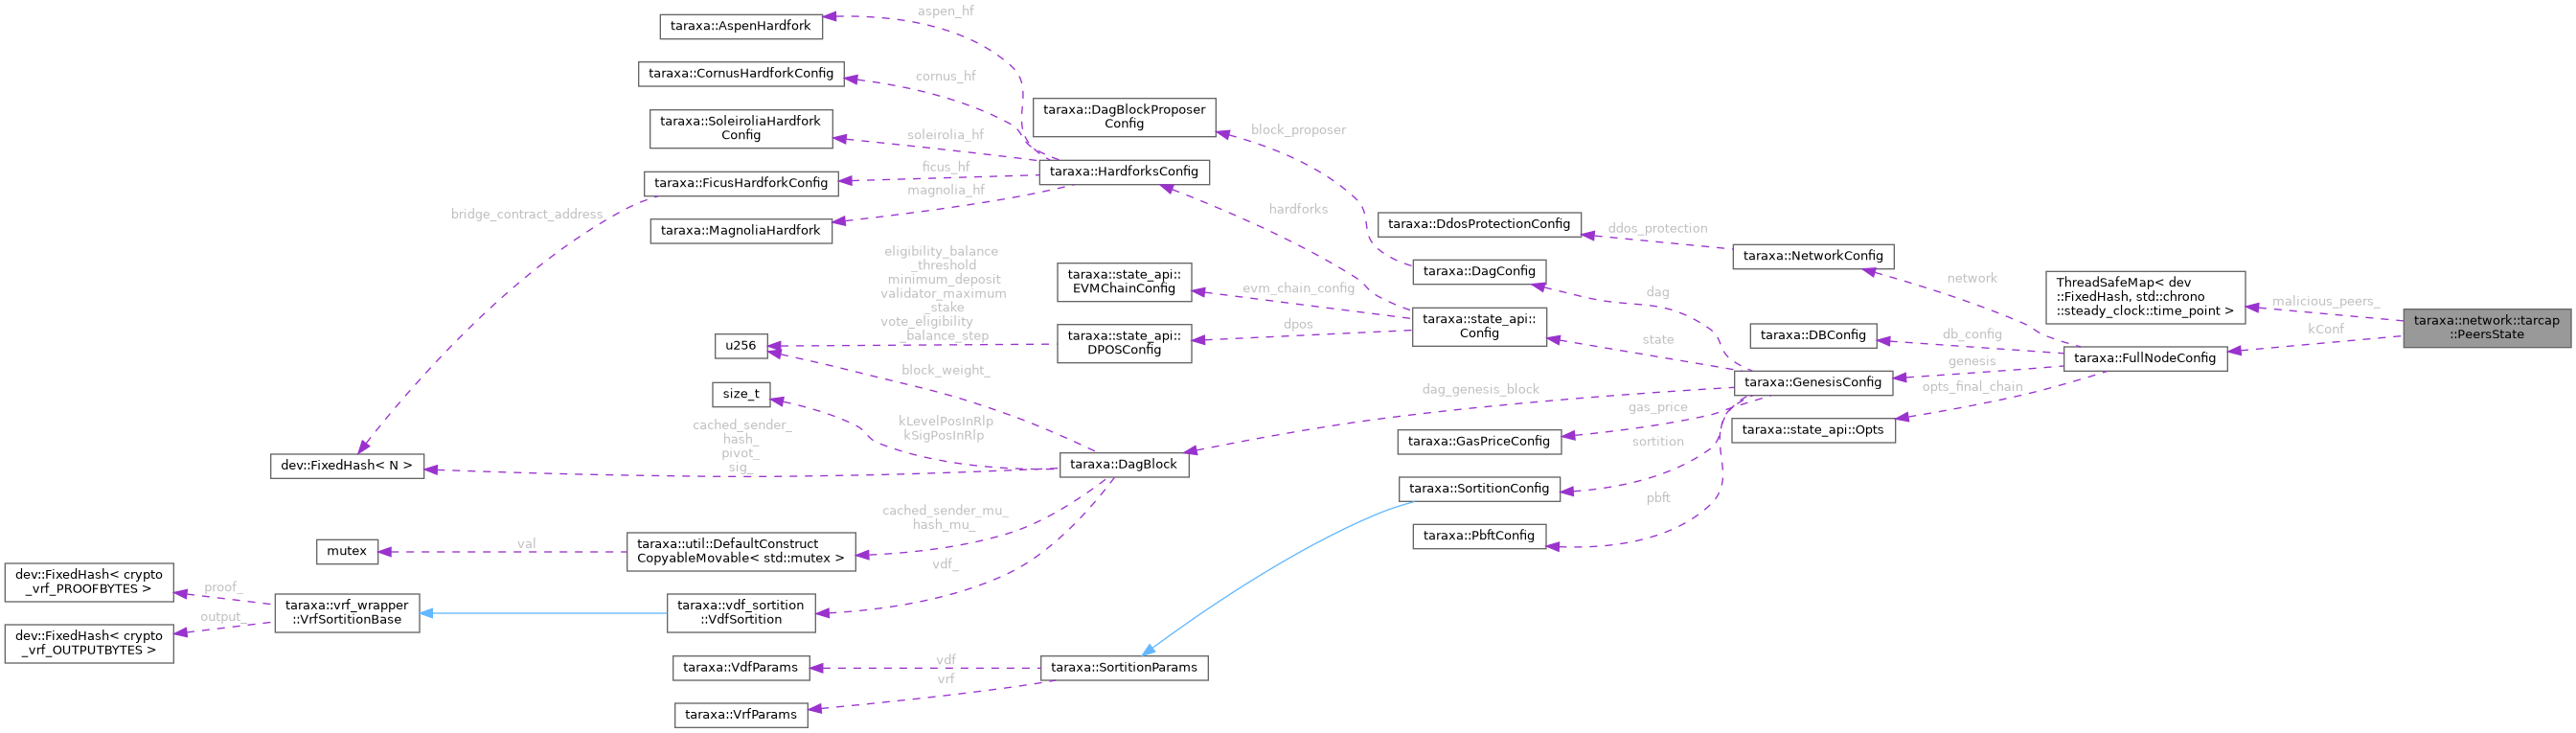 aspen_hf
taraxa::AspenHardfork
taraxa::CornusHardforkConfig
cornus_hf
taraxa::DagBlockProposer
Config
taraxa::SoleiroliaHardfork
Config
soleirolia_hf
block_proposer
ficus_hf
taraxa::HardforksConfig
taraxa::FicusHardforkConfig
magnolia_hf
bridge_contract_address
hardforks
taraxa::MagnoliaHardfork
taraxa::DdosProtectionConfig
ddos_protection
eligibility_balance
_threshold
minimum_deposit
validator_maximum
_stake
vote_eligibility
_balance_step
taraxa::NetworkConfig
taraxa::state_api::
EVMChainConfig
taraxa::DagConfig
network
ThreadSafeMap< dev
::FixedHash, std::chrono
::steady_clock::time_point >
evm_chain_config
dag
malicious_peers_
taraxa::network::tarcap
::PeersState
taraxa::state_api::
Config
dpos
kConf
taraxa::DBConfig
db_config
u256
taraxa::state_api::
DPOSConfig
state
taraxa::FullNodeConfig
genesis
block_weight_
taraxa::GenesisConfig
opts_final_chain
dag_genesis_block
size_t
gas_price
kLevelPosInRlp
kSigPosInRlp
taraxa::state_api::Opts
cached_sender_
hash_
pivot_
sig_
taraxa::GasPriceConfig
sortition
dev::FixedHash< N >
taraxa::DagBlock
taraxa::SortitionConfig
pbft
cached_sender_mu_
hash_mu_
taraxa::PbftConfig
mutex
val
taraxa::util::DefaultConstruct
CopyableMovable< std::mutex >
vdf_
dev::FixedHash< crypto
_vrf_PROOFBYTES >
proof_
taraxa::vrf_wrapper
::VrfSortitionBase
taraxa::vdf_sortition
::VdfSortition
output_
dev::FixedHash< crypto
_vrf_OUTPUTBYTES >
taraxa::VdfParams
vdf
taraxa::SortitionParams
vrf
taraxa::VrfParams